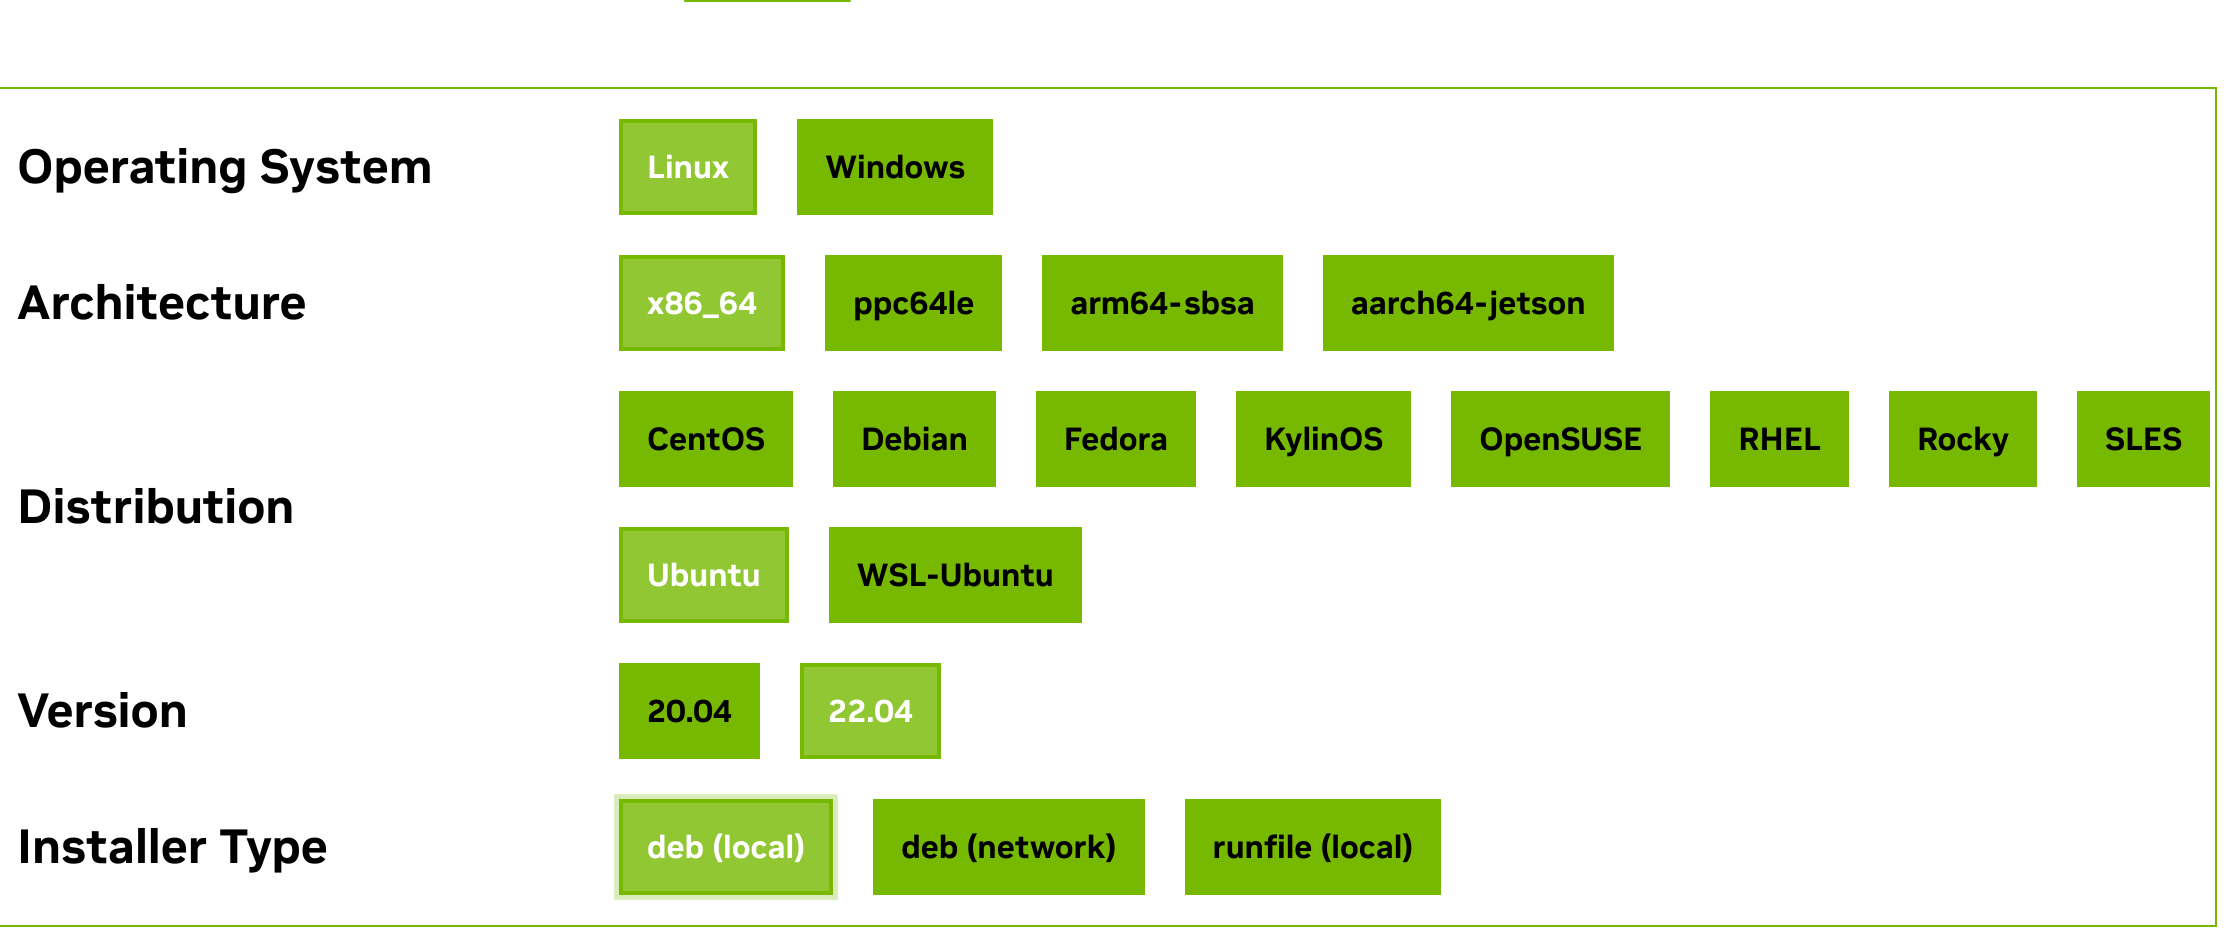 Operating System
Linux Windows
Architecture
x86_64 ppc64le arm64-sbsa aarch64-jetson
Distribution
CentOS Debian Fedora KylinOS OpenSUSE RHEL Rocky SLES
Ubuntu WSL-Ubuntu
Version
20.04 22.04
Installer Type
deb (local) deb (network) runfile (local)